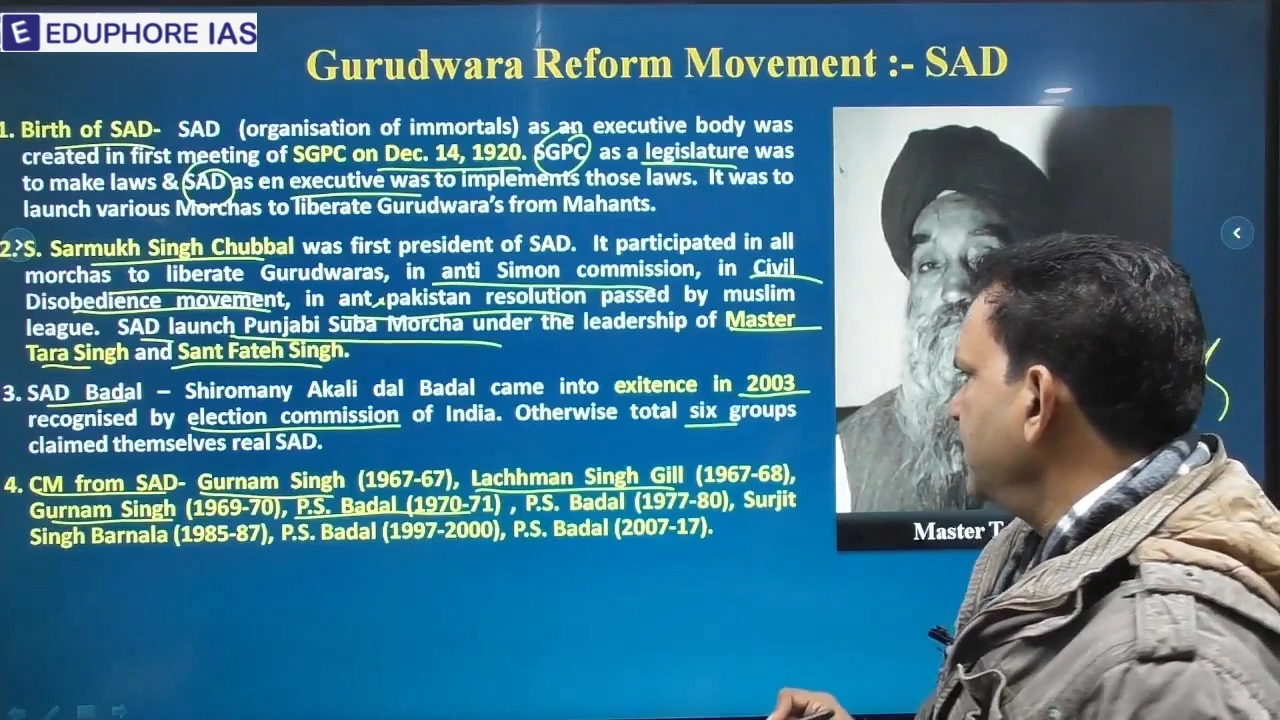 EDUPHORE IAS
Gurudwara Reform Movement :- SAD
1. Birth of SAD- SAD (organisation of immortals) as an executive body was
created in first meeting of SGPC on Dec. 14, 1920. SGPC as a legislature was
to make laws & SAD as en executive was to implements those laws. It was to
launch various Morchas to liberate Gurudwara's from Mahants.
2. S. Sarmukh Singh Chubbal was first president of SAD. It participated in all
morchas to liberate Gurudwaras, in anti Simon commission, in Civil
Disobedience movement, in ant pakistan resolution passed by muslim
league. SAD launch Punjabi Suba Morcha under the leadership of Master
Tara Singh and Sant Fateh Singh.
3. SAD Badal – Shiromany Akali dal Badal came into exitence in 2003
recognised by election commission of India. Otherwise total six groups
claimed themselves real SAD.
4. CM from SAD- Gurnam Singh (1967-67), Lachhman Singh Gill (1967-68),
Gurnam Singh (1969-70), P.S. Badal (1970-71) , P.S. Badal (1977-80), Surjit
Singh Barnala (1985-87), P.S. Badal (1997-2000), P.S. Badal (2007-17).
Master